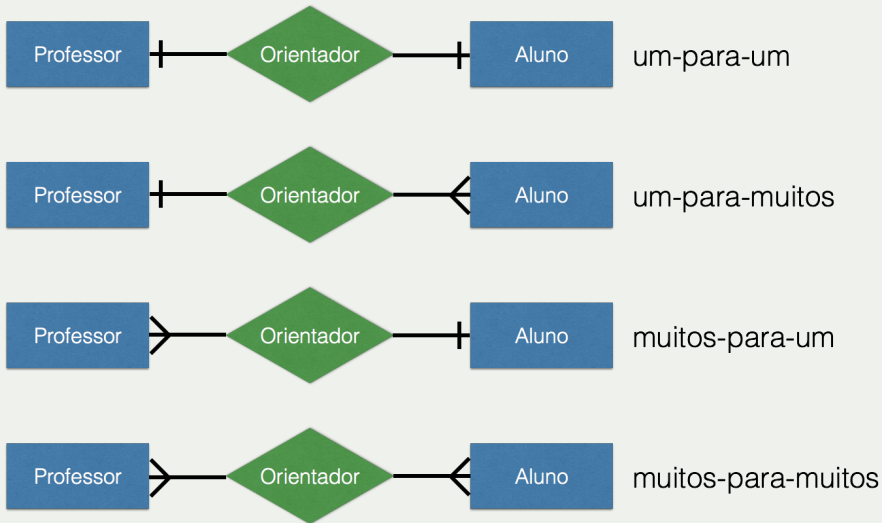 Professor Orientador Aluno um-para-um
Professor Orientador Aluno um-para-muitos
Professor Orientador Aluno muitos-para-um
Professor Orientador Aluno muitos-para-muitos